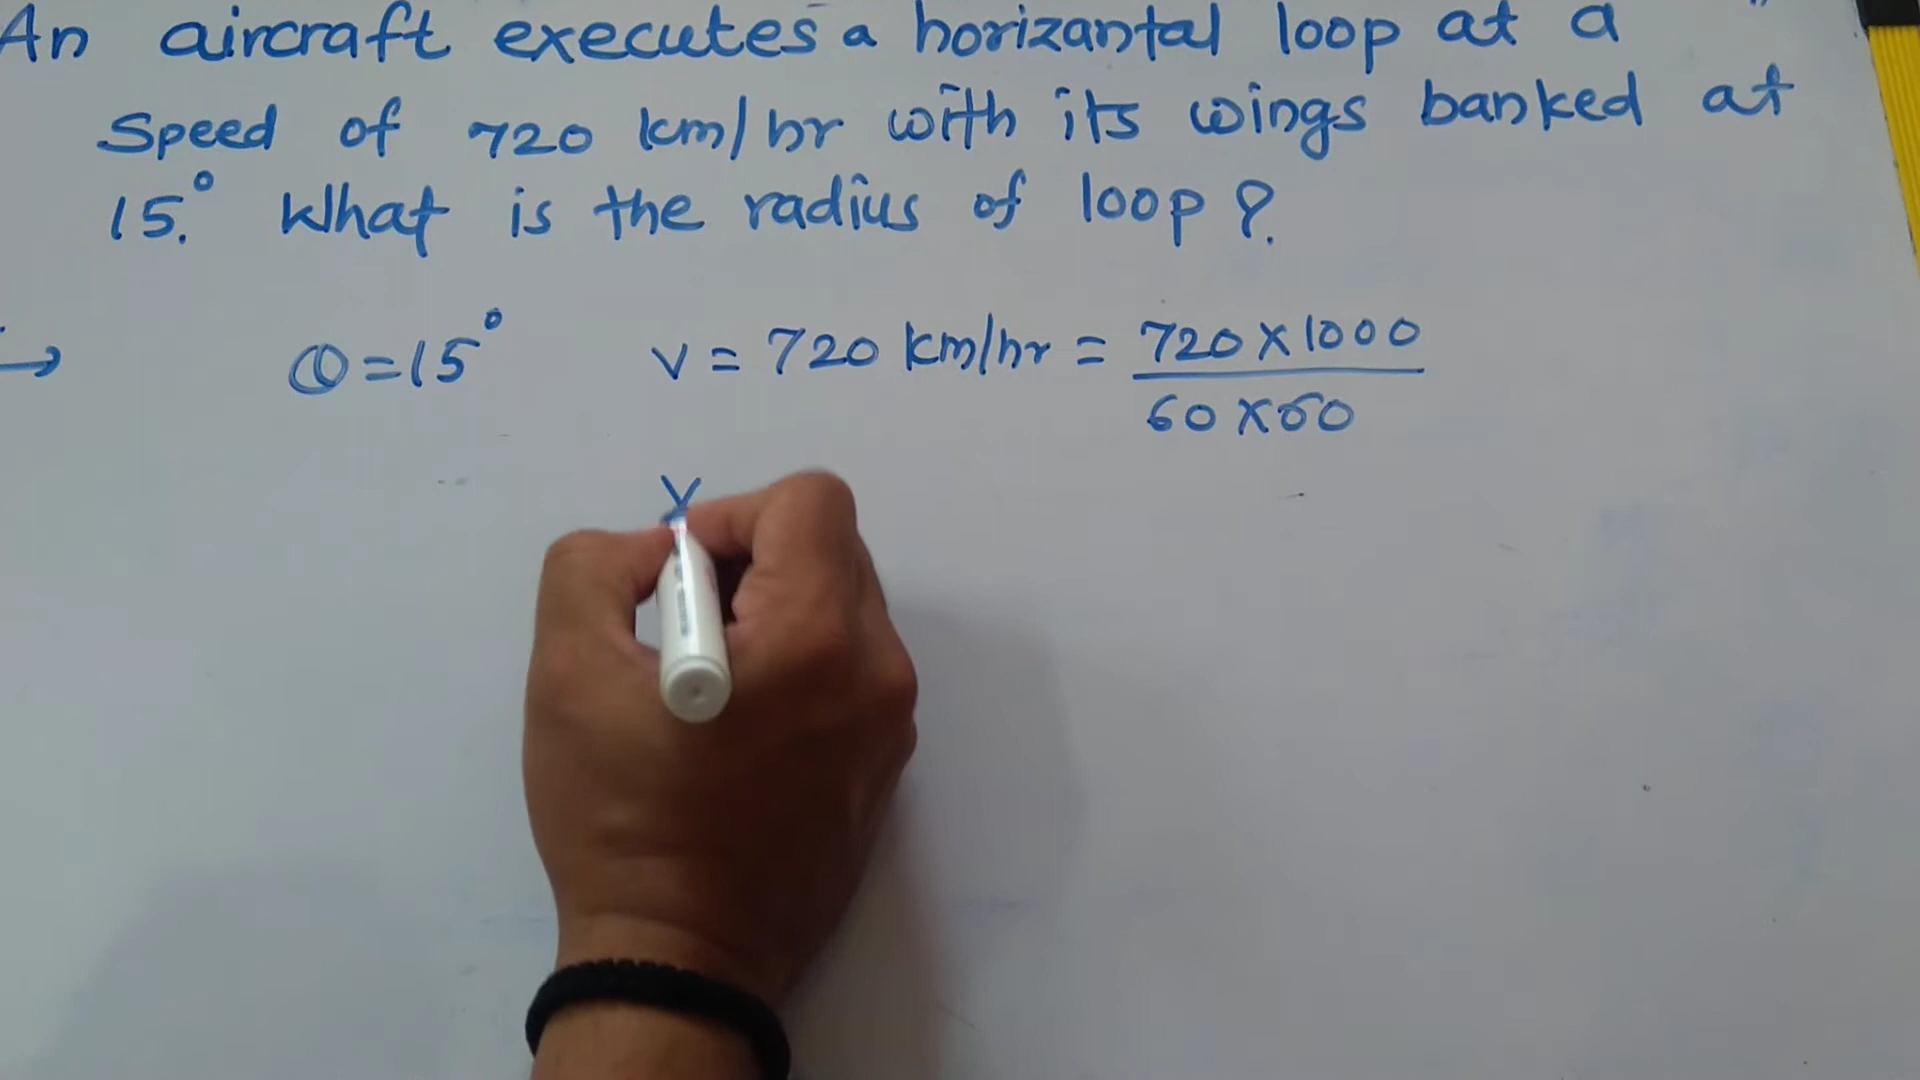 An aircraft executes a horizantal loop at a
speed of 720 km/hr with its wings banked at
15.° What is the radius of loop ?
→ θ = 15° v = 720 km/hr = 720 × 1000
60 × 60
v